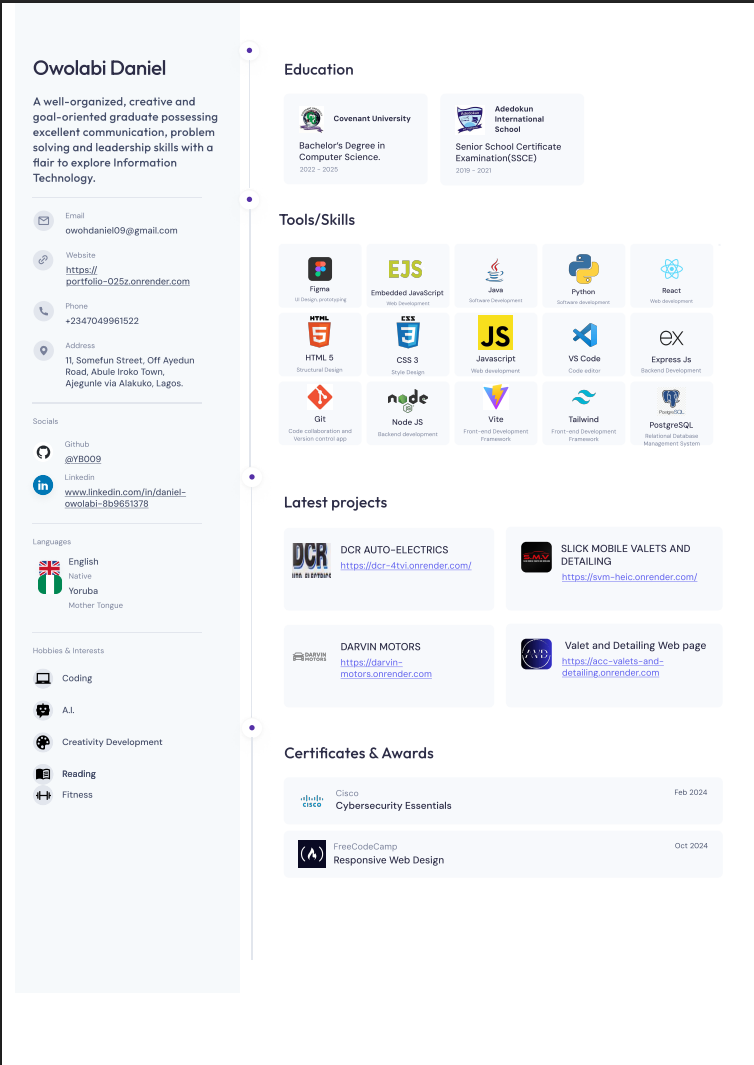 Owolabi Daniel
A well-organized, creative and
goal-oriented graduate possessing
excellent communication, problem
solving and leadership skills with a
flair to explore Information
Technology.
Email
owohdaniel09@gmail.com
Website
https://
portfolio-025z.onrender.com
Phone
+2347049961522
Address
11, Somefun Street, Off Ayedun
Road, Abule Iroko Town,
Ajegunle via Alakuko, Lagos.
Socials
Github
@YB009
Linkedin
www.linkedin.com/in/daniel-
owolabi-8b9651378
Languages
English
Native
Yoruba
Mother Tongue
Hobbies & Interests
Coding
A.I.
Creativity Development
Reading
Fitness
Education
Covenant University
Bachelor's Degree in
Computer Science.
2022 - 2025
Adedokun
International
School
Senior School Certificate
Examination(SSCE)
2019 - 2021
Tools/Skills
Figma
UI Design, prototyping
EJS
Embedded JavaScript
Web Development
Java
Java
Software Development
Python
Software development
React
Web development
HTML
5
HTML 5
Structural Design
CSS
3
CSS 3
Style Design
JS
Javascript
Web development
VS Code
Code editor
ex
Express Js
Backend Development
Git
Code collaboration and
Version control app
node
JS
Node JS
Backend development
Vite
Front-end Development
Framework
Tailwind
Front-end Development
Framework
PostgreSQL
PostgreSQL
Relational Database
Management System
Latest projects
DCR
DCR AUTO-ELECTRICS
https://dcr-4tvi.onrender.com/
S.M.V
SLICK MOBILE VALETS AND
DETAILING
https://svm-heic.onrender.com/
DARVIN
MOTORS
DARVIN MOTORS
https://darvin-
motors.onrender.com
AVD
Valet and Detailing Web page
https://acc-valets-and-
detailing.onrender.com
Certificates & Awards
CISCO
Cisco
Cybersecurity Essentials
Feb 2024
FreeCodeCamp
Responsive Web Design
Oct 2024